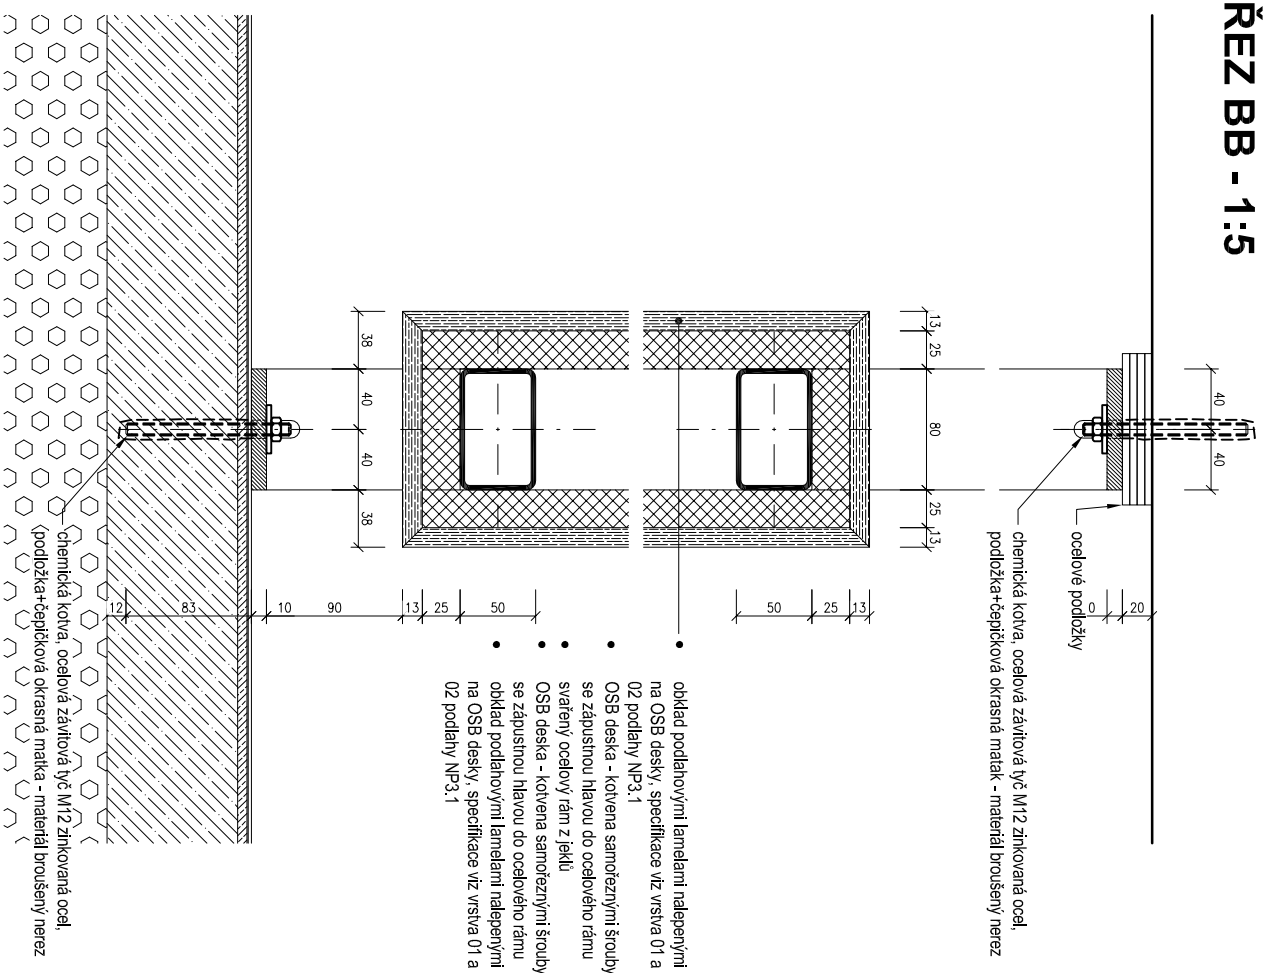 ŘEZ BB - 1:5
40
40
13
25
80
25
13
38
40
40
38
12
83
10
90
13
25
50
50
25
13
0
20
ocelové podložky
chemická kotva, ocelová závitová tyč M12 zinkovaná ocel,
podložka+čepičková okrasná matak - materiál broušený nerez
obklad podlahovými lamelami nalepenými
na OSB desky, specifikace viz vrstva 01 a
02 podlahy NP3.1
OSB deska - kotvena samořeznými šrouby
se zápustnou hlavou do ocelového rámu
svařený ocelový rám z jeklů
OSB deska - kotvena samořeznými šrouby
se zápustnou hlavou do ocelového rámu
obklad podlahovými lamelami nalepenými
na OSB desky, specifikace viz vrstva 01 a
02 podlahy NP3.1
chemická kotva, ocelová závitová tyč M12 zinkovaná ocel,
podložka+čepičková okrasná matka - materiál broušený nerez